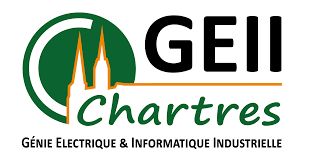 GEII
Chartres
GÉNIE ELECTRIQUE & INFORMATIQUE INDUSTRIELLE